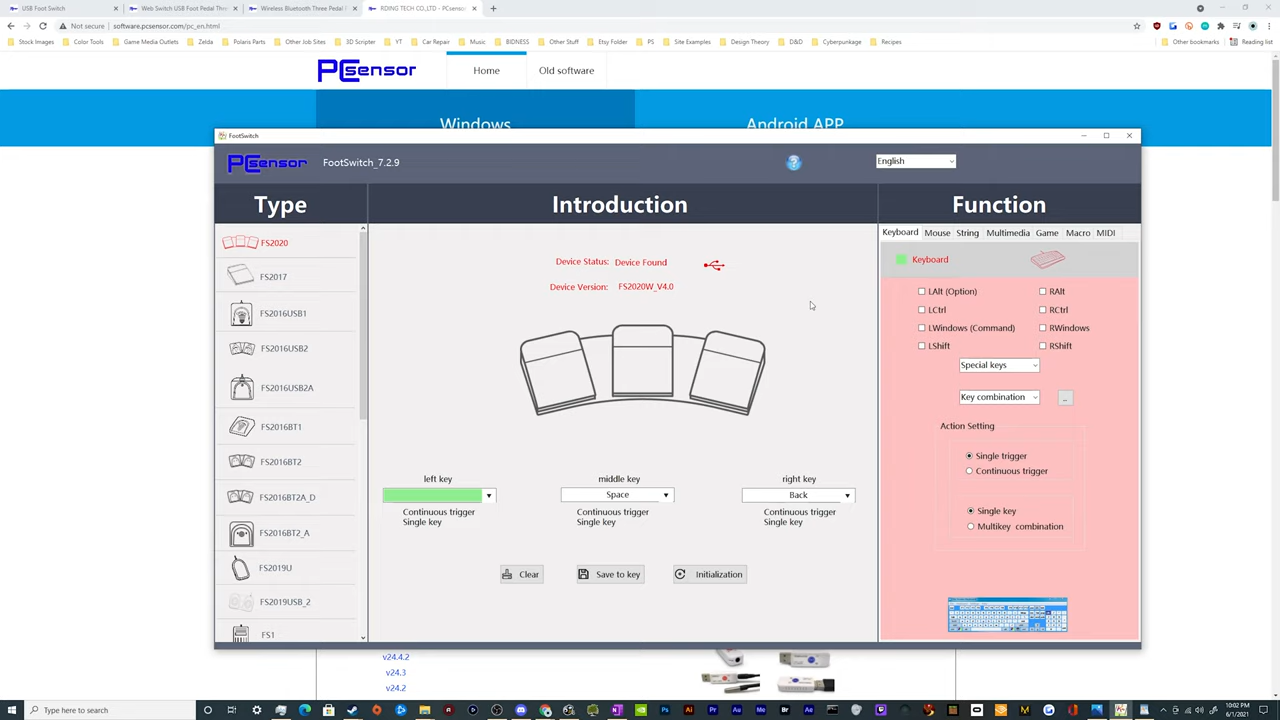 USB Foot Switch
Web Switch USB Foot Pedal Thre
Wireless Bluetooth Three Pedal
RDING TECH CO.,LTD - PCsenso
Not secure | software.pcsensor.com/pc_en.html
Stock Images Color Tools Game Media Outlets Zelda Polaris Parts Other Job Sites 3D Scripter YT Car Repair Music BIDNESS Other Stuff Etsy Folder PS Site Examples Design Theory D&D Cyberpunkage Recipes Other bookmarks Reading list
PCsensor Home Old software
Windows Android APP
FootSwitch
PCsensor FootSwitch_7.2.9 English
Type
FS2020
FS2017
FS2016USB1
FS2016USB2
FS2016USB2A
FS2016BT1
FS2016BT2
FS2016BT2A_D
FS2016BT2_A
FS2019U
FS2019USB_2
FS1
Introduction
Device Status: Device Found
Device Version: FS2020W_V4.0
left key middle key right key
Space Back
Continuous trigger Continuous trigger Continuous trigger
Single key Single key Single key
Clear Save to key Initialization
Function
Keyboard Mouse String Multimedia Game Macro MIDI
Keyboard
LAlt (Option) RAlt
LCtrl RCtrl
LWindows (Command) RWindows
LShift RShift
Special keys
Key combination ...
Action Setting
Single trigger
Continuous trigger
Single key
Multikey combination
v24.4.2
v24.3
v24.2
Type here to search
10:02 PM
6/1/2021